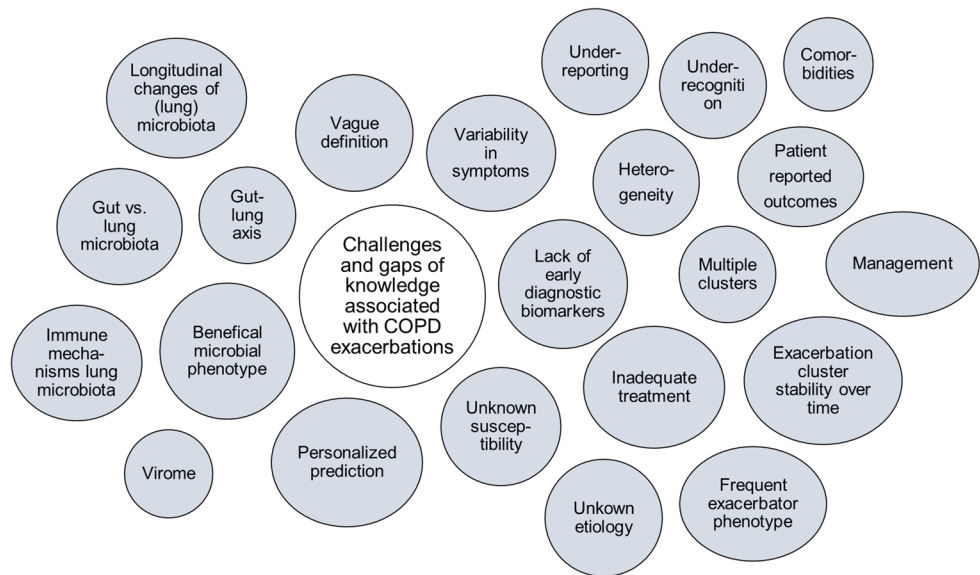 Longitudinal
changes of
(lung)
microbiota
Vague
definition
Variability
in
symptoms
Under-
reporting
Under-
recogniti
on
Comor-
bidities
Gut vs.
lung
microbiota
Gut-
lung
axis
Hetero-
geneity
Patient
reported
outcomes
Challenges
and gaps of
knowledge
associated
with COPD
exacerbations
Lack of
early
diagnostic
biomarkers
Multiple
clusters
Management
Immune
mecha-
nisms lung
microbiota
Benefical
microbial
phenotype
Inadequate
treatment
Exacerbation
cluster
stability over
time
Virome
Personalized
prediction
Unknown
suscep-
tibility
Unkown
etiology
Frequent
exacerbator
phenotype